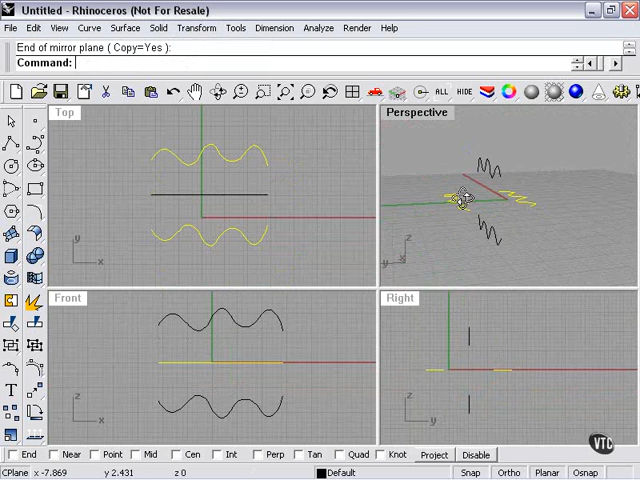 Untitled - Rhinoceros (Not For Resale)
File Edit View Curve Surface Solid Transform Tools Dimension Analyze Render Help
End of mirror plane ( Copy=Yes ):
Command:
ALL HIDE
Top
Perspective
y
x
z
y
x
Front
Right
z
x
z
y
T
VTC
End Near Point Mid Cen Int Perp Tan Quad Knot Project Disable
CPlane x -7.869 y 2.431 z 0 Default Snap Ortho Planar Osnap